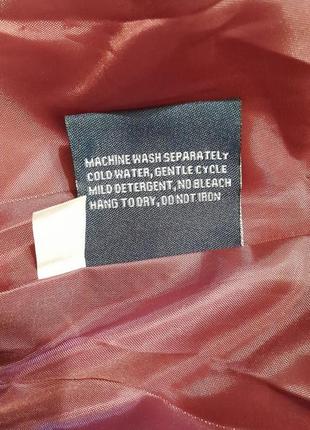 MACHINE WASH SEPARATELY
COLD WATER, GENTLE CYCLE
MILD DETERGENT, NO BLEACH
HANG TO DRY, DO NOT IRON